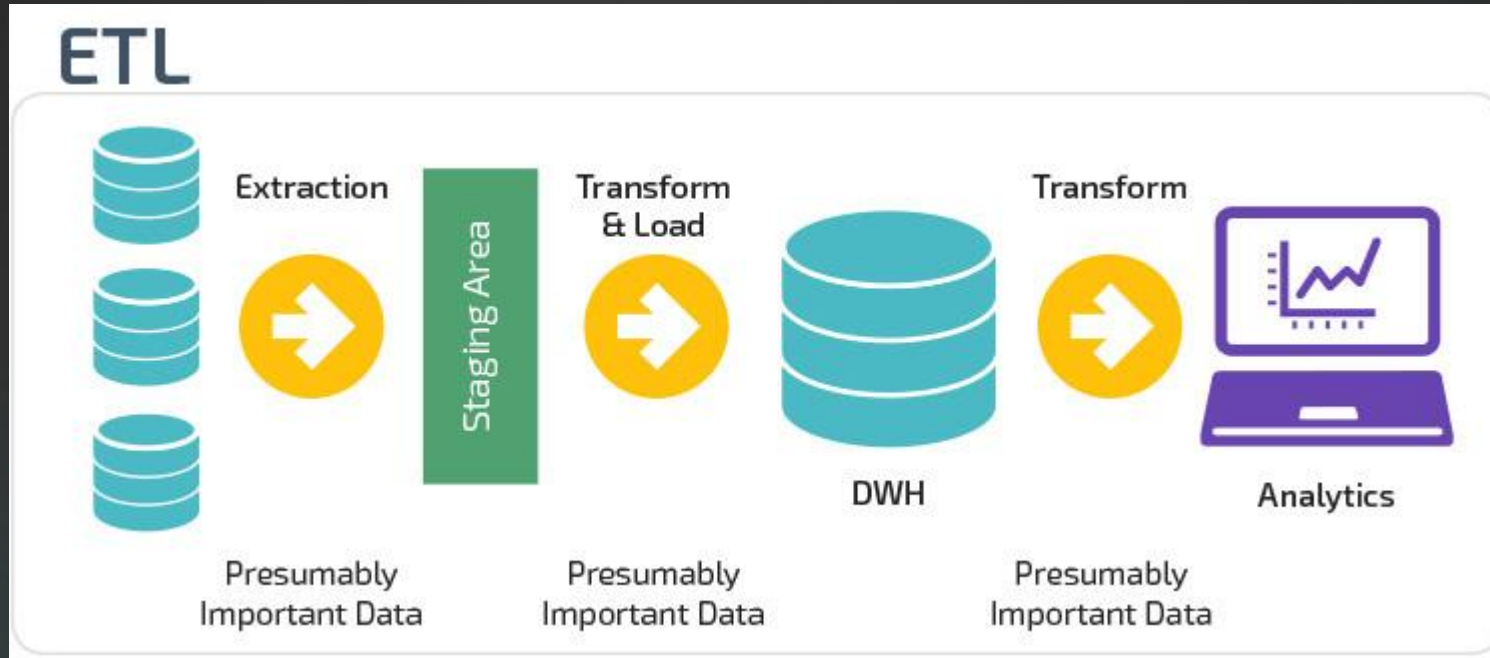 ETL
Extraction
Staging Area
Transform
& Load
Transform
DWH
Analytics
Presumably
Important Data
Presumably
Important Data
Presumably
Important Data